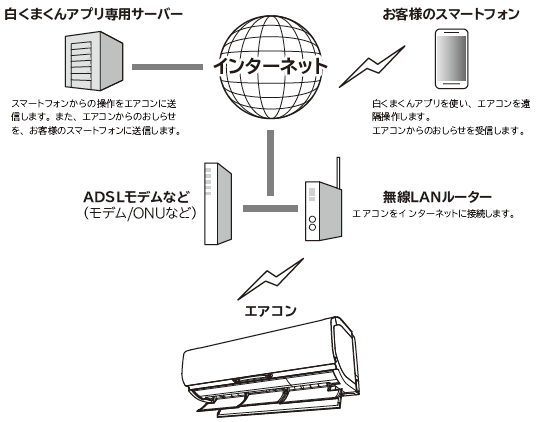 白くまくんアプリ専用サーバー
お客様のスマートフォン
インターネット
スマートフォンからの操作をエアコンに送
信します。また、エアコンからのおしらせ
を、お客様のスマートフォンに送信します。
白くまくんアプリを使い、エアコンを遠
隔操作します。
エアコンからのおしらせを受信します。
ADSLモデムなど
(モデム/ONUなど)
無線LANルーター
エアコンをインターネットに接続します。
エアコン